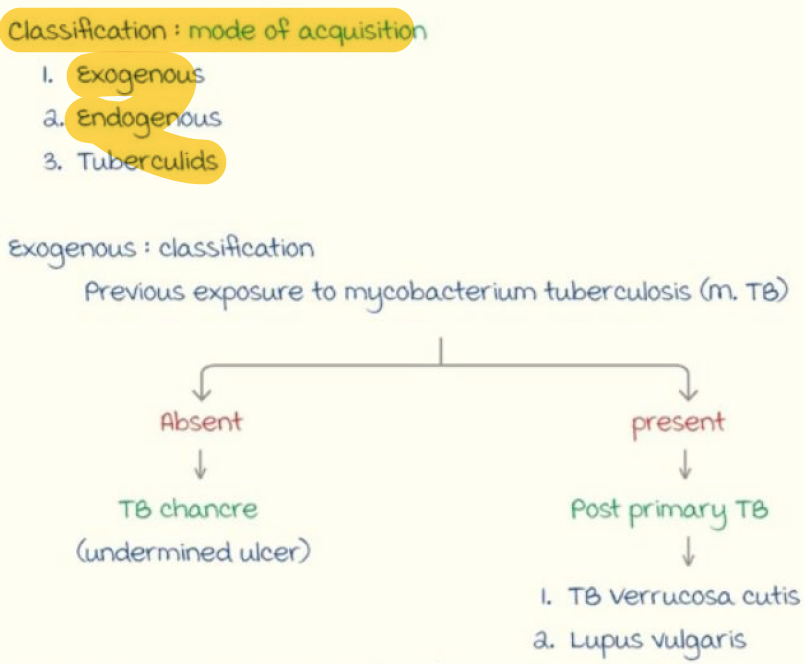 Classification : mode of acquisition
1. Exogenous
2. Endogenous
3. Tuberculids
Exogenous : classification
Previous exposure to mycobacterium tuberculosis (m. TB)
Absent
present
TB chancre
Post primary TB
(undermined ulcer)
1. TB Verrucosa cutis
2. Lupus vulgaris